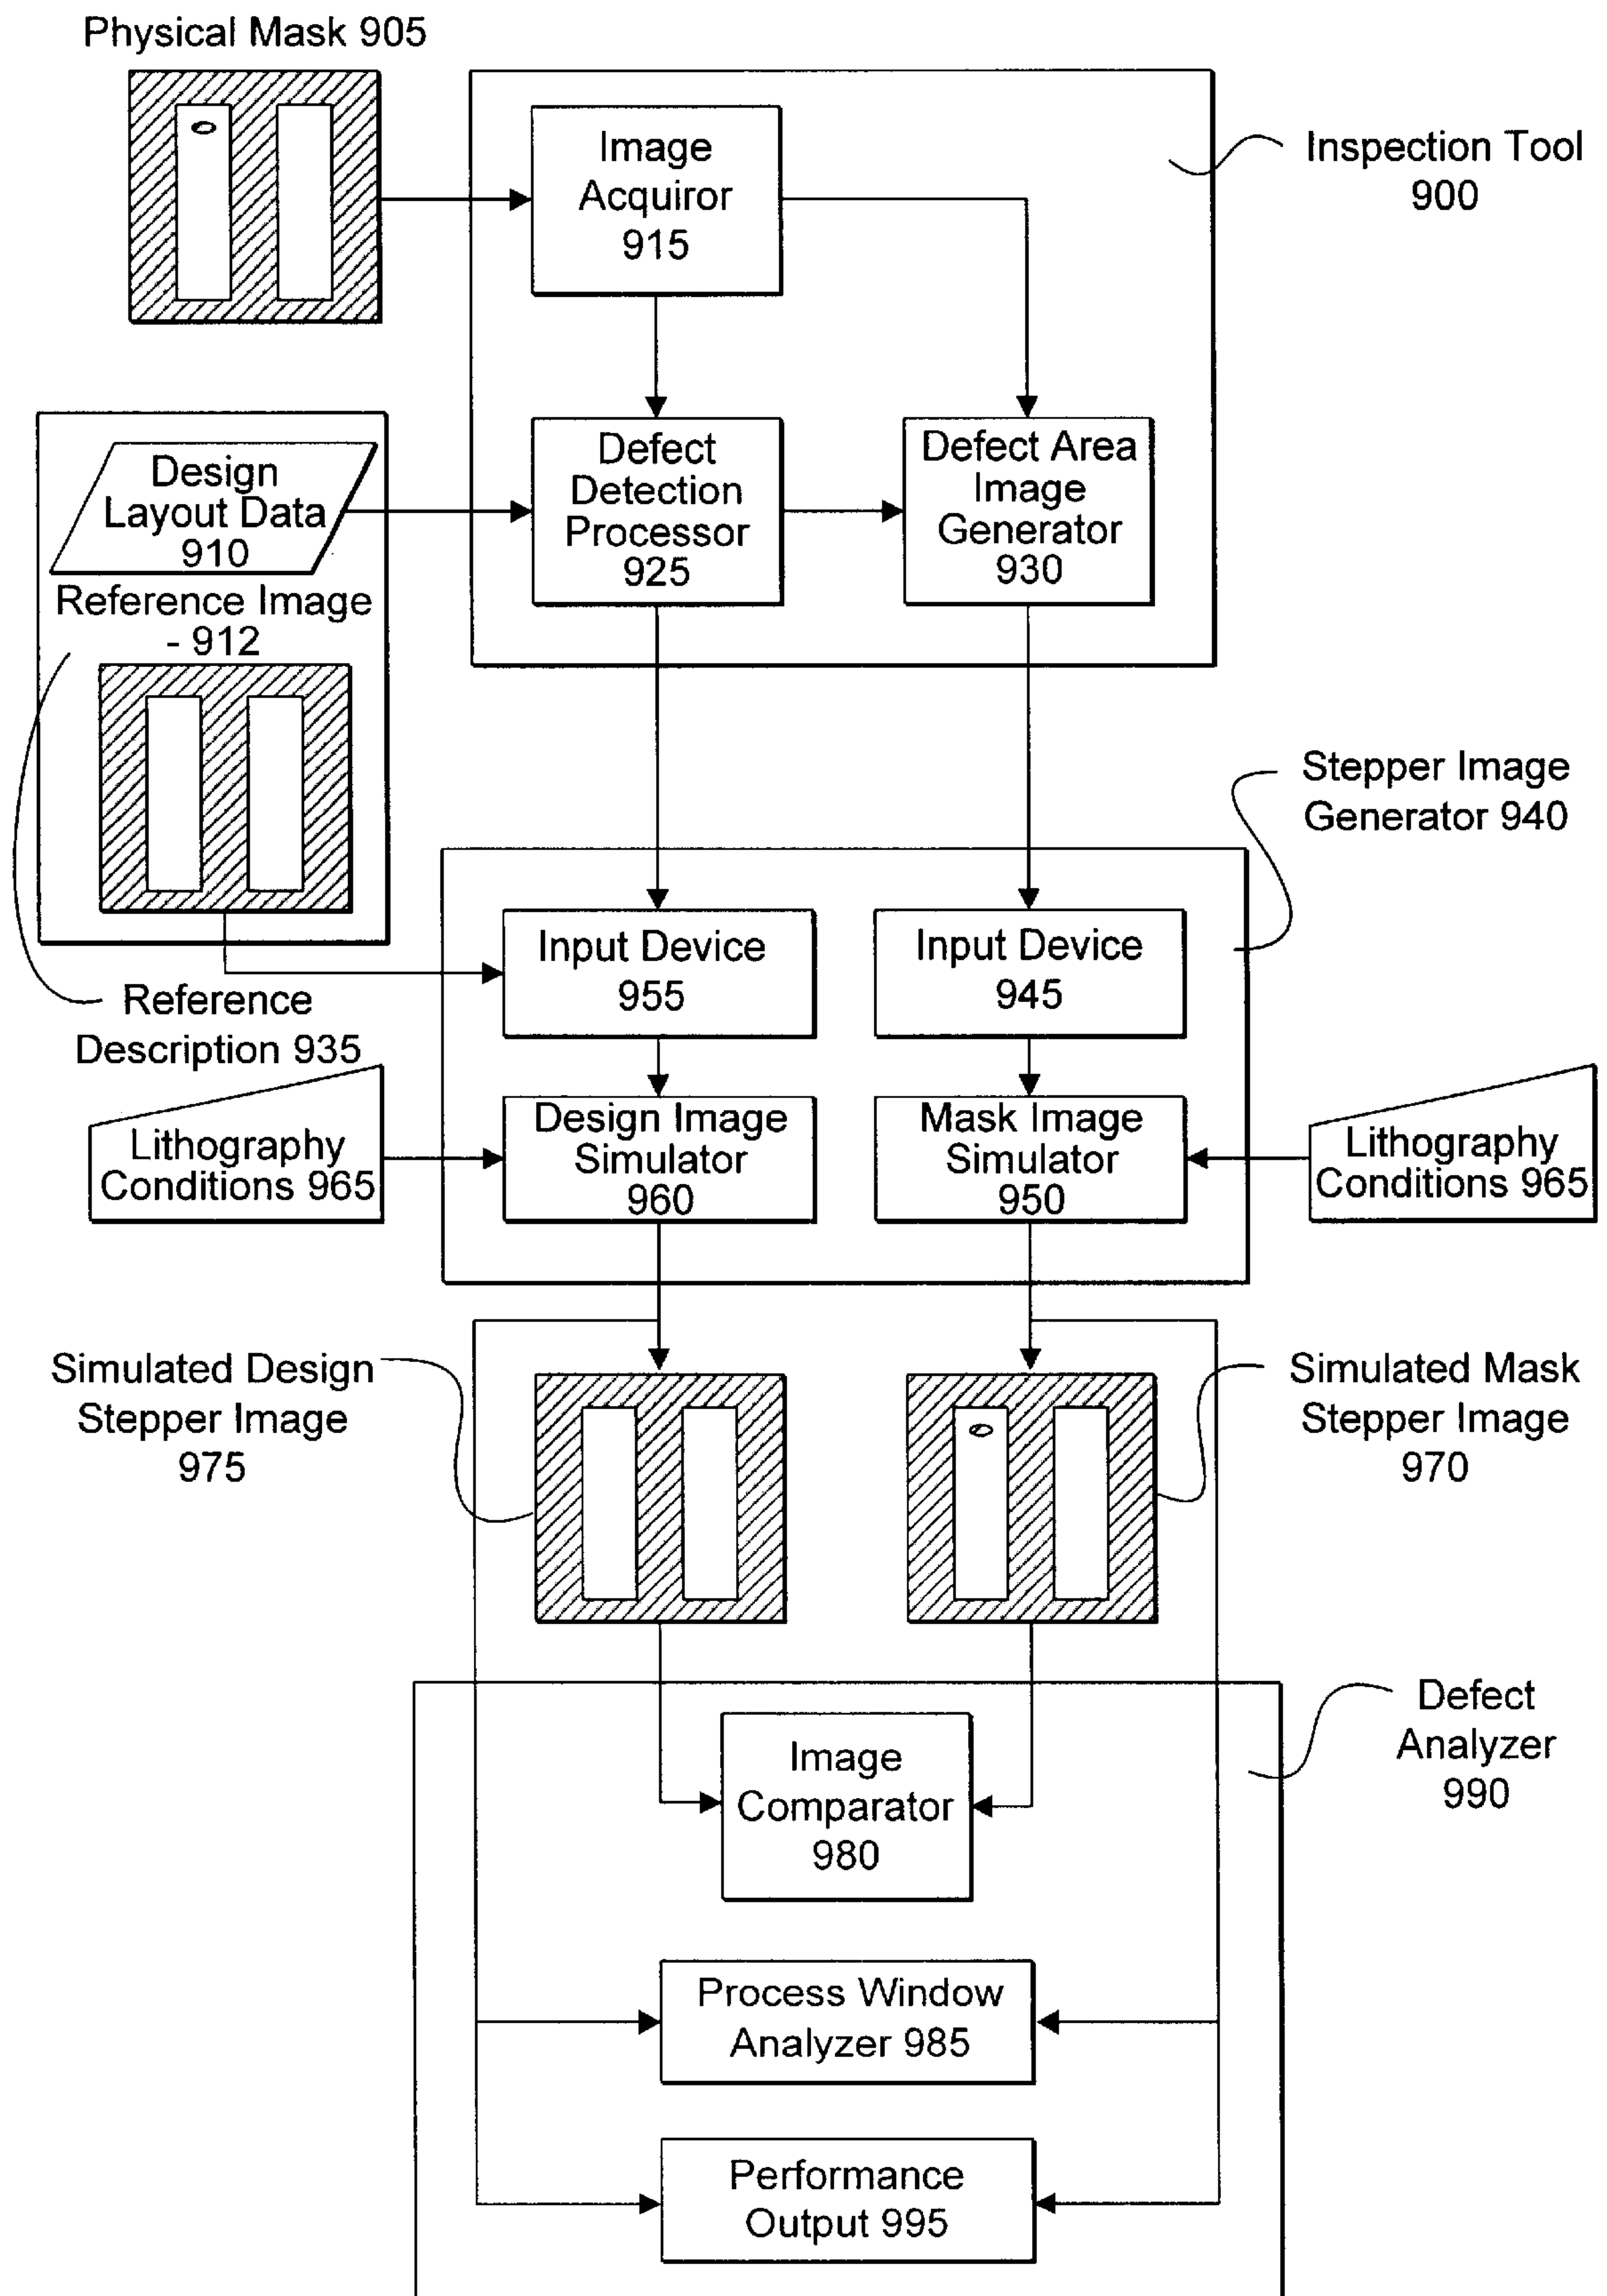 Physical Mask 905
Image
Acquiror
915
Inspection Tool
900
Design
Layout Data
910
Defect
Detection
Processor
925
Defect Area
Image
Generator
930
Reference Image
- 912
Stepper Image
Generator 940
Input Device
955
Input Device
945
Reference
Description 935
Lithography
Conditions 965
Design Image
Simulator
960
Mask Image
Simulator
950
Lithography
Conditions 965
Simulated Design
Stepper Image
975
Simulated Mask
Stepper Image
970
Image
Comparator
980
Defect
Analyzer
990
Process Window
Analyzer 985
Performance
Output 995